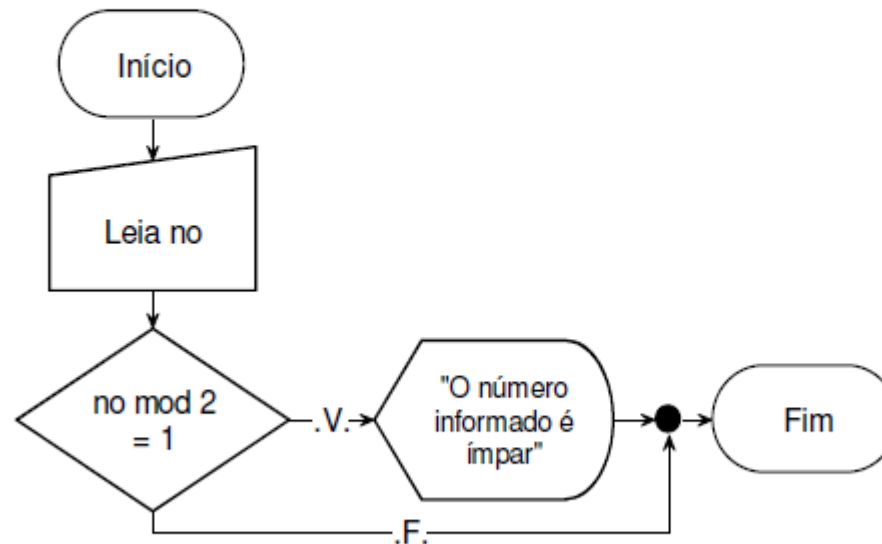 Início
Leia no
no mod 2
= 1
.V.
"O número
informado é
ímpar"
Fim
.F.